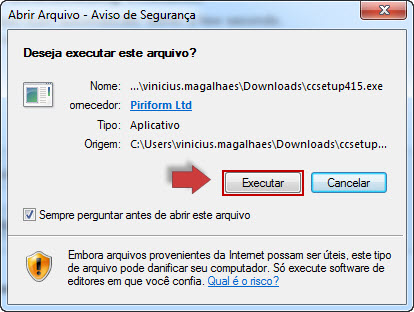 Abrir Arquivo - Aviso de Segurança
Deseja executar este arquivo?
Nome: ...\vinicius.magalhaes\Downloads\ccsetup415.exe
ornecedor: Piriform Ltd
Tipo: Aplicativo
Origem: C:\Users\vinicius.magalhaes\Downloads\ccsetup...
Executar Cancelar
Sempre perguntar antes de abrir este arquivo
Embora arquivos provenientes da Internet possam ser úteis, este tipo
de arquivo pode danificar seu computador. Só execute software de
editores em que você confia. Qual é o risco?